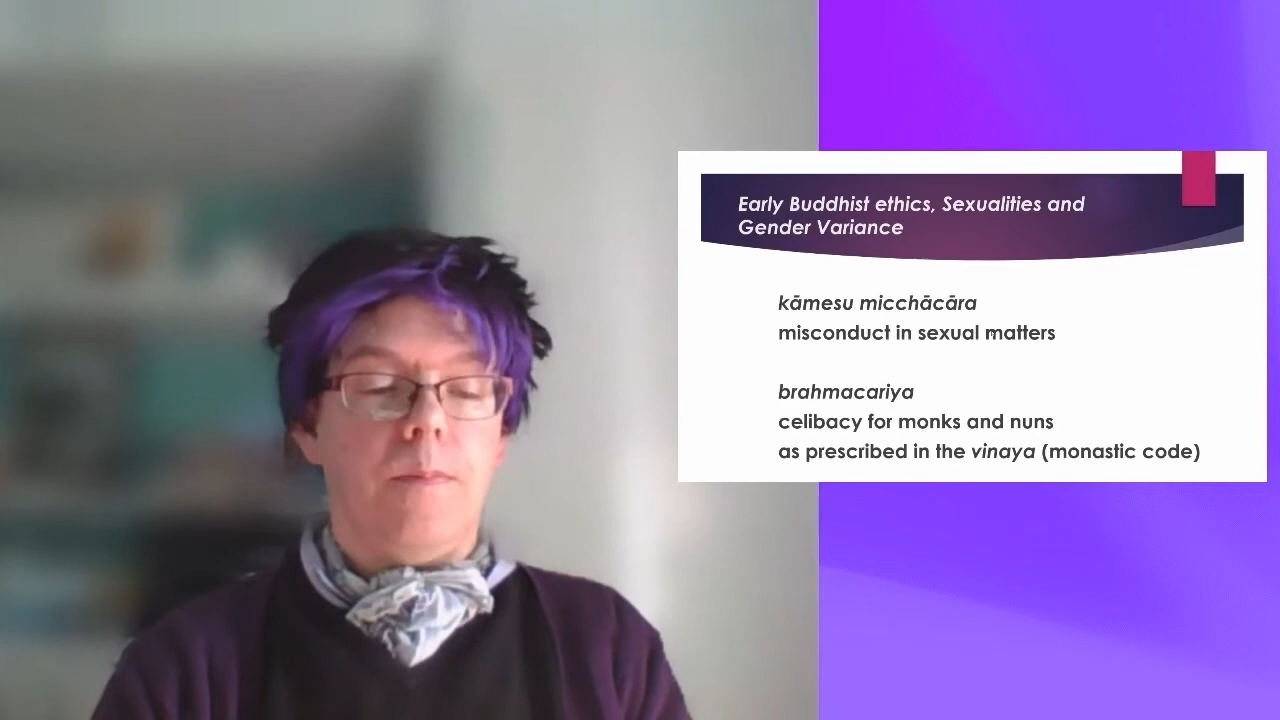 Early Buddhist ethics, Sexualities and
Gender Variance
kāmesu micchācāra
misconduct in sexual matters
brahmacariya
celibacy for monks and nuns
as prescribed in the vinaya (monastic code)